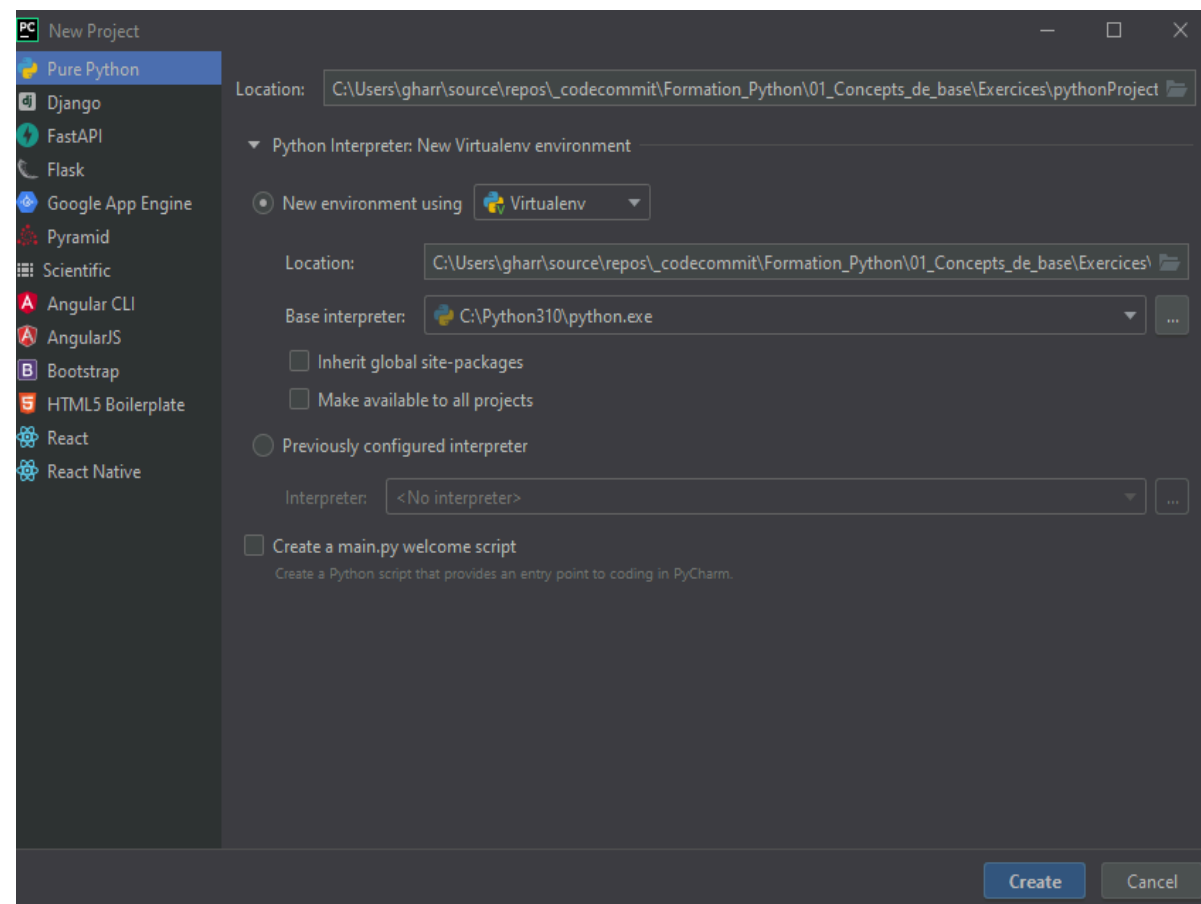 New Project
Pure Python
Django
FastAPI
Flask
Google App Engine
Pyramid
Scientific
Angular CLI
AngularJS
Bootstrap
HTML5 Boilerplate
React
React Native
Location: C:\Users\gharr\source\repos\_codecommit\Formation_Python\01_Concepts_de_base\Exercices\pythonProject
Python Interpreter: New Virtualenv environment
New environment using Virtualenv
Location: C:\Users\gharr\source\repos\_codecommit\Formation_Python\01_Concepts_de_base\Exercices\
Base interpreter: C:\Python310\python.exe ...
Inherit global site-packages
Make available to all projects
Previously configured interpreter
Interpreter: <No interpreter> ...
Create a main.py welcome script
Create a Python script that provides an entry point to coding in PyCharm.
Create Cancel